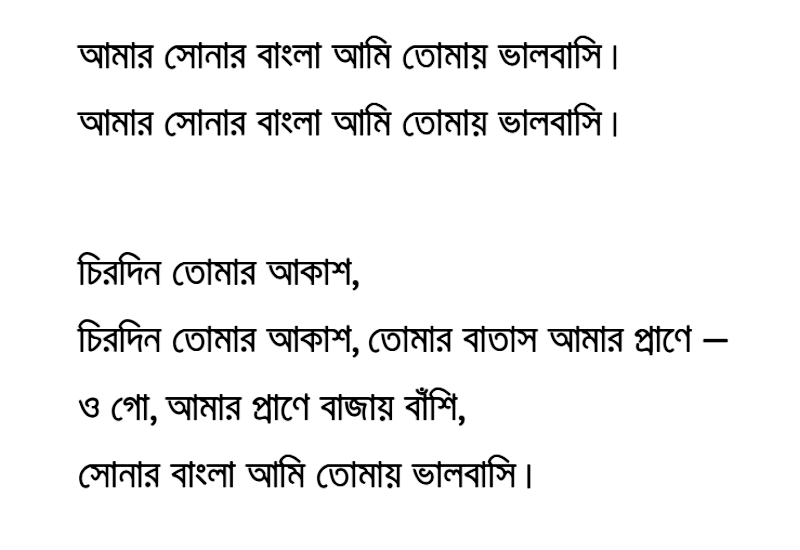 আমার সোনার বাংলা আমি তোমায় ভালবাসি।
আমার সোনার বাংলা আমি তোমায় ভালবাসি।
চিরদিন তোমার আকাশ,
চিরদিন তোমার আকাশ, তোমার বাতাস আমার প্রাণে —
ও গো, আমার প্রাণে বাজায় বাঁশি,
সোনার বাংলা আমি তোমায় ভালবাসি।